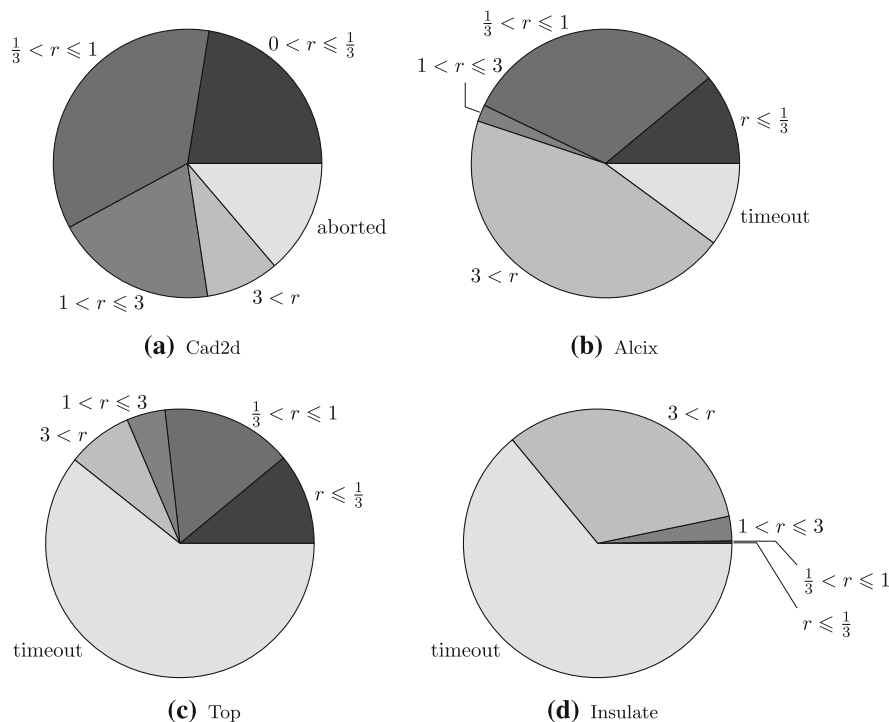 1/3 < r ⩽ 1
0 < r ⩽ 1/3
aborted
1 < r ⩽ 3
3 < r
(a) Cad2d
1/3 < r ⩽ 1
1 < r ⩽ 3
r ⩽ 1/3
timeout
3 < r
(b) Alcix
1 < r ⩽ 3
1/3 < r ⩽ 1
3 < r
r ⩽ 1/3
timeout
(c) Top
3 < r
1 < r ⩽ 3
1/3 < r ⩽ 1
r ⩽ 1/3
timeout
(d) Insulate